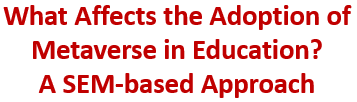 What Affects the Adoption of
Metaverse in Education?
A SEM-based Approach